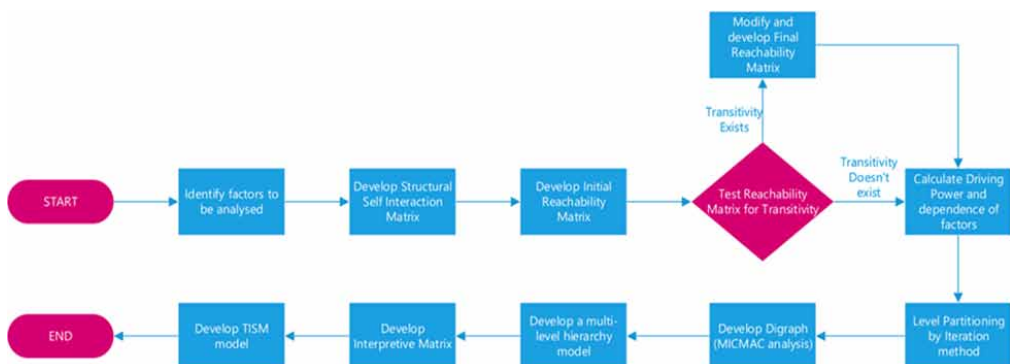 Modify and
develop Final
Reachability
Matrix
Transitivity
Exists
START
Identify factors to
be analysed
Develop Structural
Self Interaction
Matrix
Develop Initial
Reachability
Matrix
Test Reachability
Matrix for Transitivity
Transitivity
Doesn't
exist
Calculate Driving
Power and
dependence of
factors
END
Develop TISM
model
Develop
Interpretive Matrix
Develop a multi-
level hierarchy
model
Develop Digraph
(MICMAC analysis)
Level Partitioning
by Iteration
method